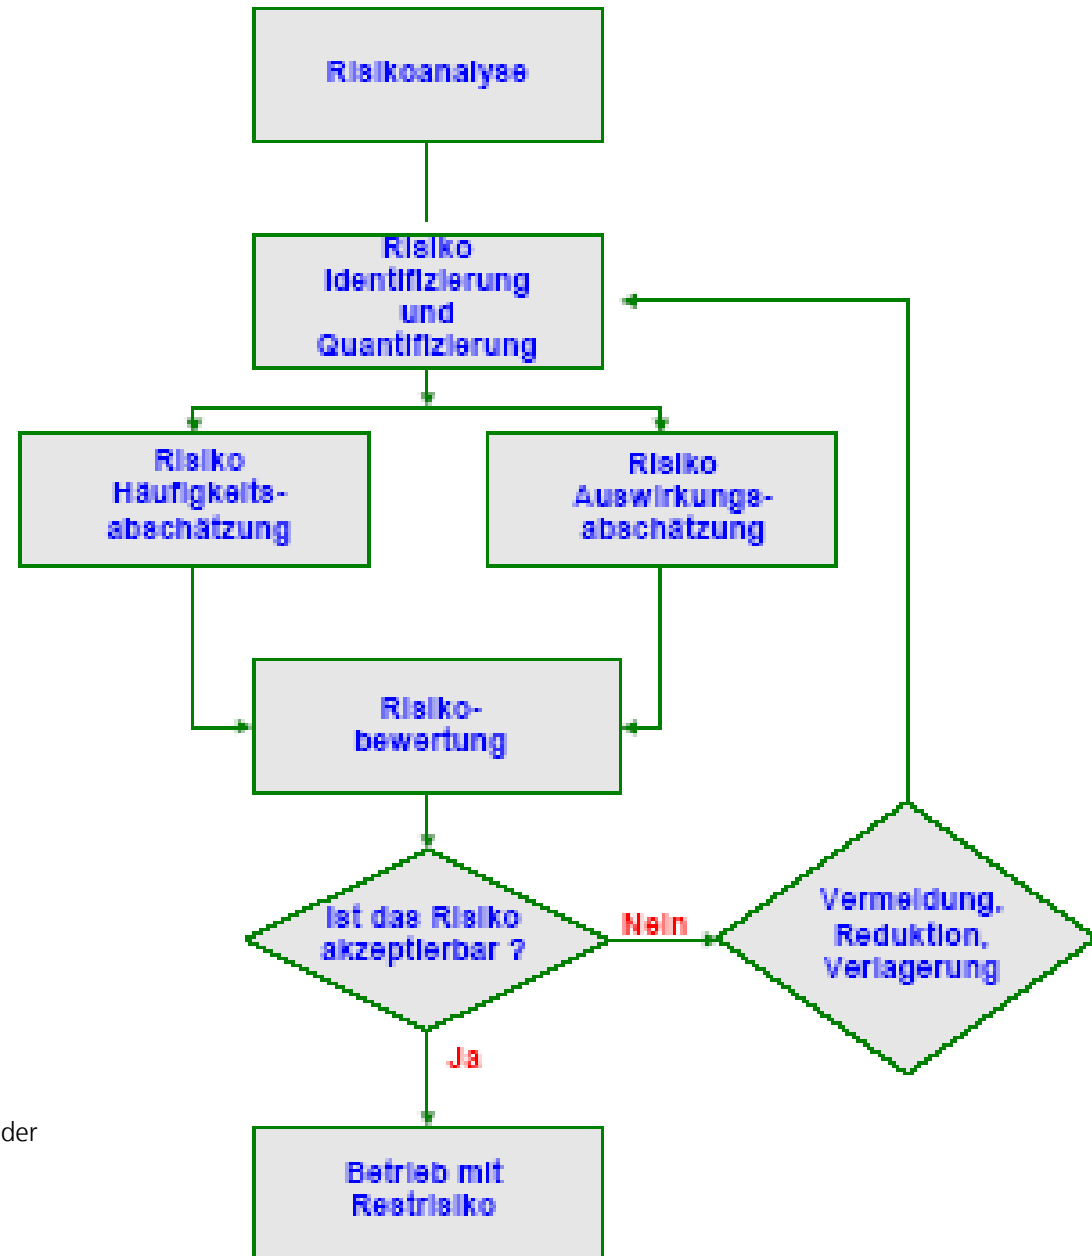 Risikoanalyse
Risiko
Identifizierung
und
Quantifizierung
Risiko
Häufigkeits-
abschätzung
Risiko
Auswirkungs-
abschätzung
Risiko-
bewertung
Ist das Risiko
akzeptierbar ?
Nein
Vermeidung,
Reduktion,
Verlagerung
Ja
der
Betrieb mit
Restrisiko